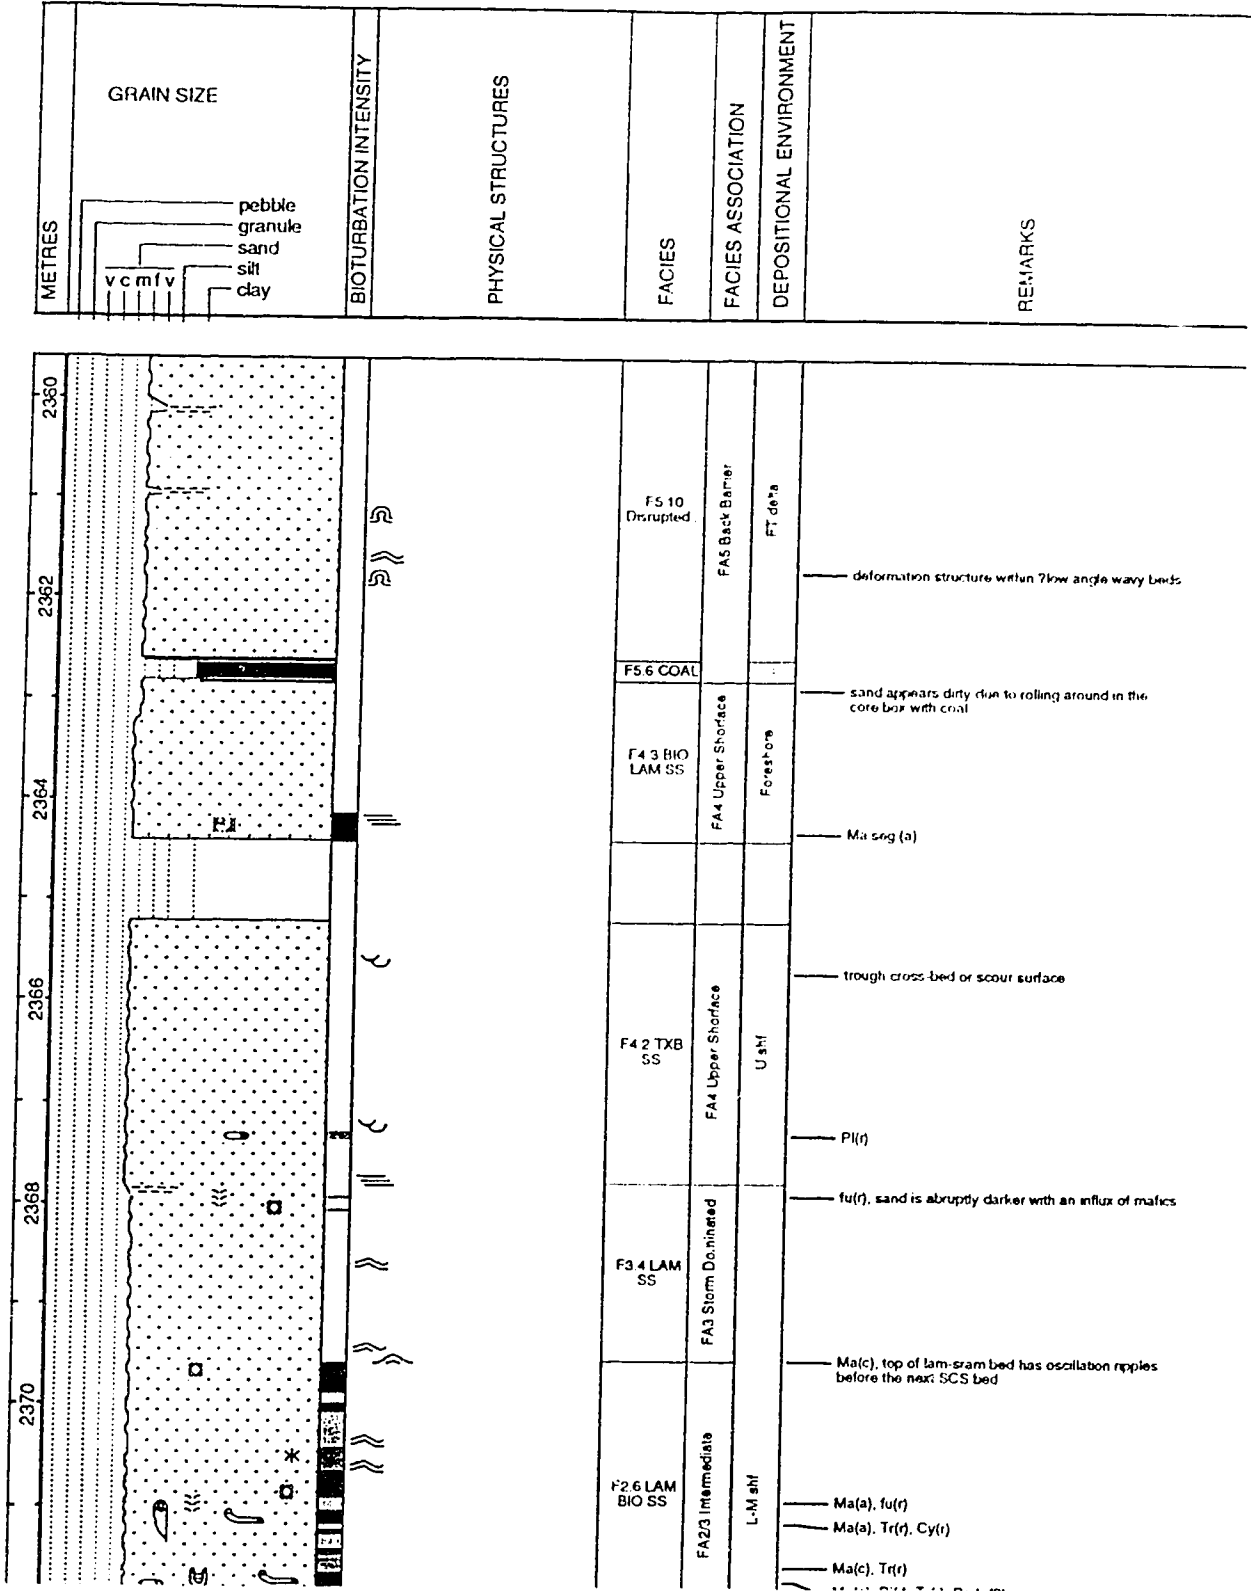 METRES
GRAIN SIZE
pebble
granule
sand
silt
clay
v c m f v
BIOTURBATION INTENSITY
PHYSICAL STRUCTURES
FACIES
FACIES ASSOCIATION
DEPOSITIONAL ENVIRONMENT
REMARKS
2360
2362
2364
2366
2368
2370
F5.10
Disrupted
FA5 Back Barrier
FT delta
deformation structure within ?low angle wavy beds
F5.6 COAL
sand appears dirty due to rolling around in the
core box with coal
F4.3 BIO
LAM SS
FA4 Upper Shorface
Foreshore
Ma seg (a)
trough cross-bed or scour surface
F4.2 TXB
SS
FA4 Upper Shorface
U shf
Pl(r)
fu(r), sand is abruptly darker with an influx of mafics
F3.4 LAM
SS
FA3 Storm Dominated
Ma(c), top of lam-sram bed has oscillation ripples
before the next SCS bed
F2.6 LAM
BIO SS
FA2/3 Intermediate
L-M shf
Ma(a), fu(r)
Ma(a), Tr(r), Cy(r)
Ma(c), Tr(r)